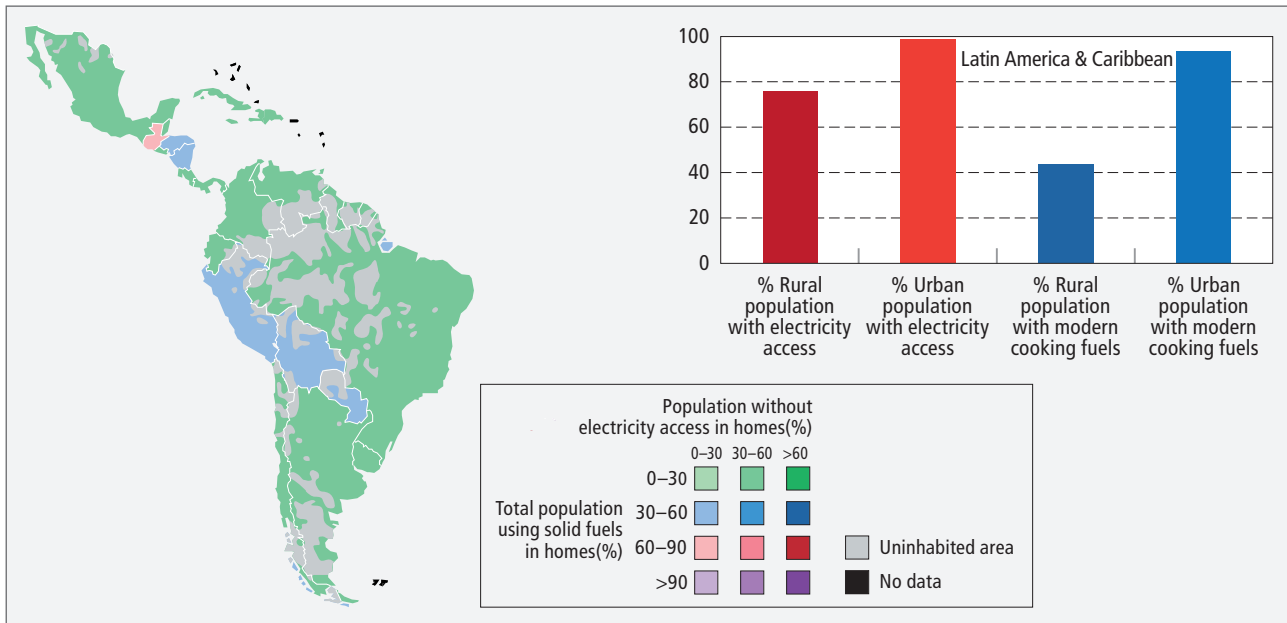 100
80
60
40
20
0
Latin America & Caribbean
% Rural
population
with electricity
access
% Urban
population
with electricity
access
% Rural
population
with modern
cooking fuels
% Urban
population
with modern
cooking fuels
Population without
electricity access in homes(%)
0–30 30–60 >60
Total population
using solid fuels
in homes(%)
0–30
30–60
60–90
>90
Uninhabited area
No data